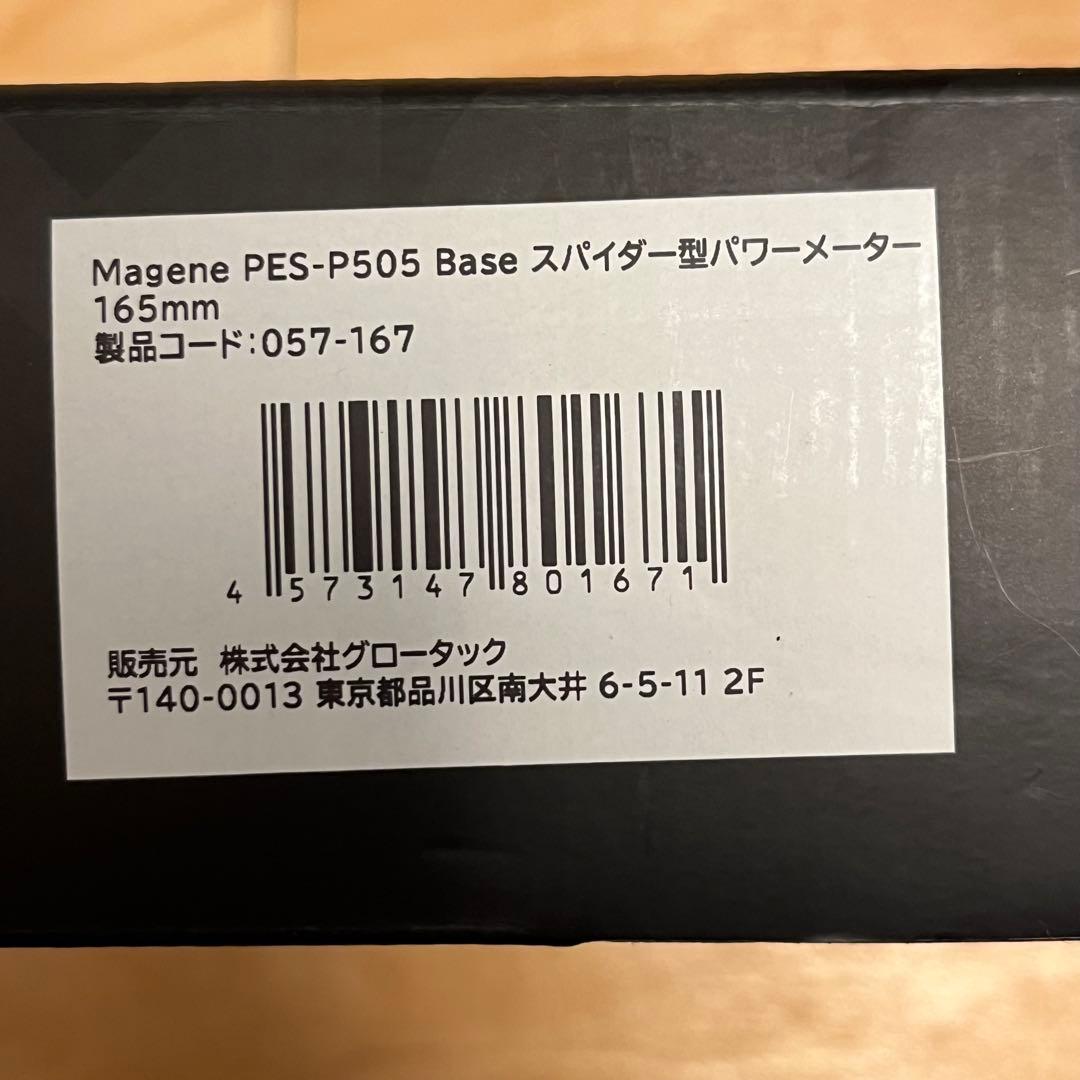 Magene PES-P505 Base スパイダー型パワーメーター
165mm
製品コード:057-167
4 573147 801671
販売元 株式会社グロータック
〒140-0013 東京都品川区南大井 6-5-11 2F